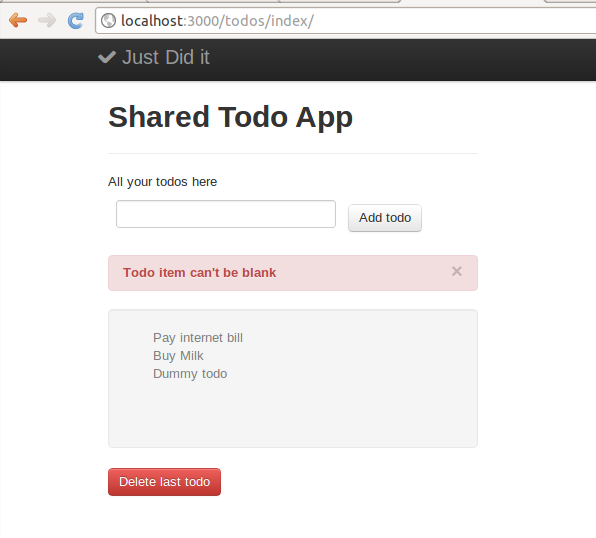 localhost:3000/todos/index/
Just Did it
Shared Todo App
All your todos here
Add todo
Todo item can't be blank ×
Pay internet bill
Buy Milk
Dummy todo
Delete last todo